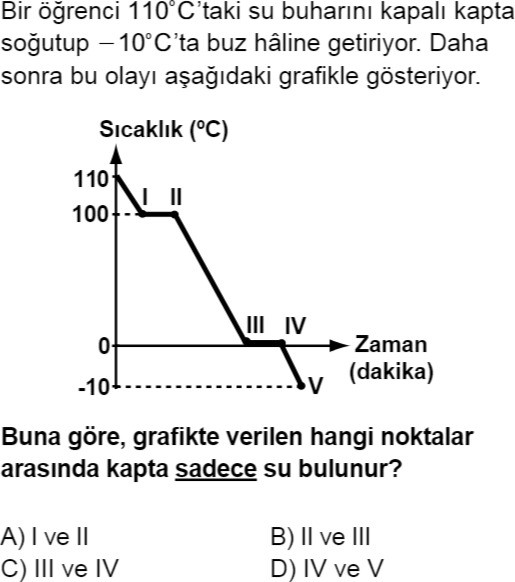 Bir öğrenci 110°C'taki su buharını kapalı kapta
soğutup −10°C'ta buz hâline getiriyor. Daha
sonra bu olayı aşağıdaki grafikle gösteriyor.
Sıcaklık (ºC)
110
I II
100
III IV
0
Zaman
(dakika)
-10
V
Buna göre, grafikte verilen hangi noktalar
arasında kapta sadece su bulunur?
A) I ve II
B) II ve III
C) III ve IV
D) IV ve V